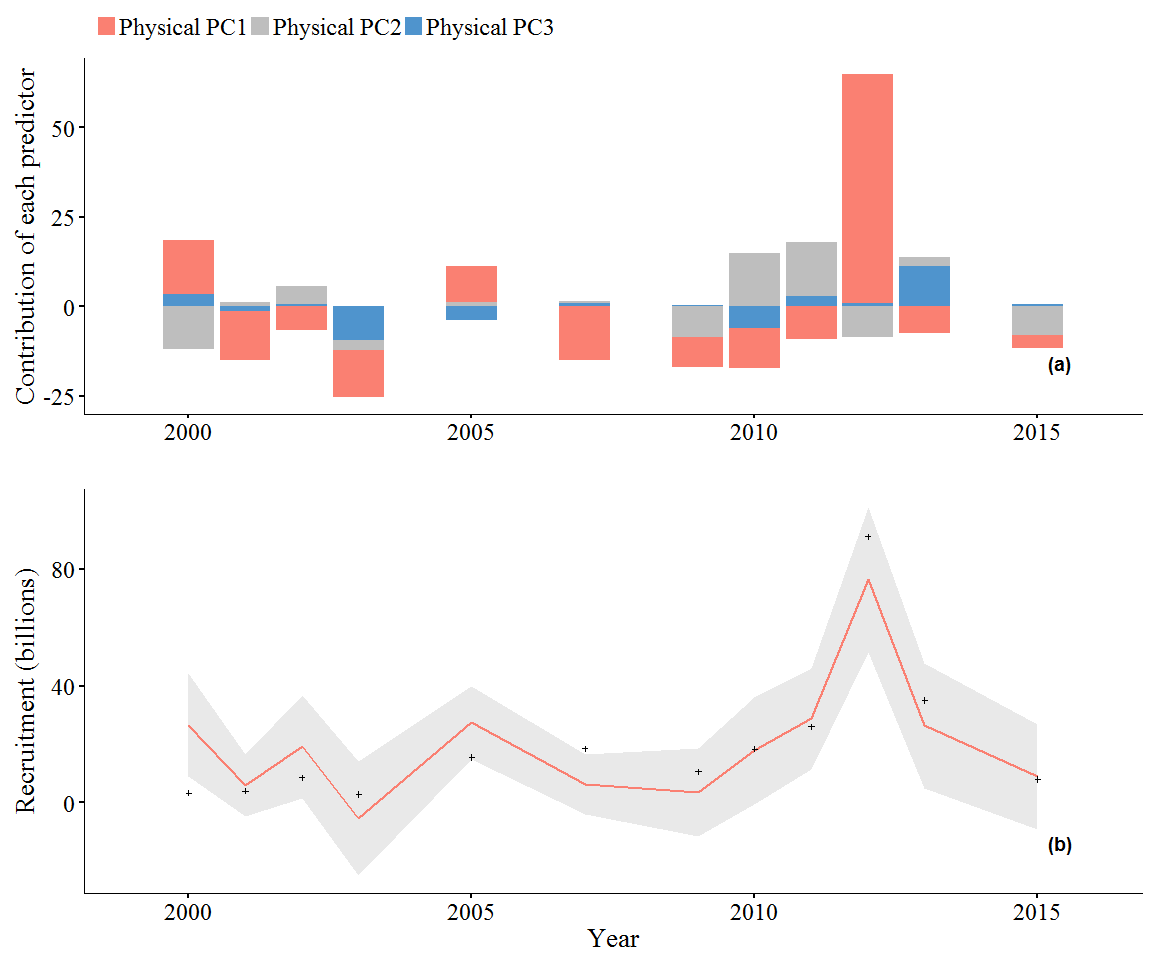 Physical PC1 Physical PC2 Physical PC3
Contribution of each predictor
50
25
0
-25
(a)
2000 2005 2010 2015
Recruitment (billions)
80
40
0
(b)
2000 2005 2010 2015
Year